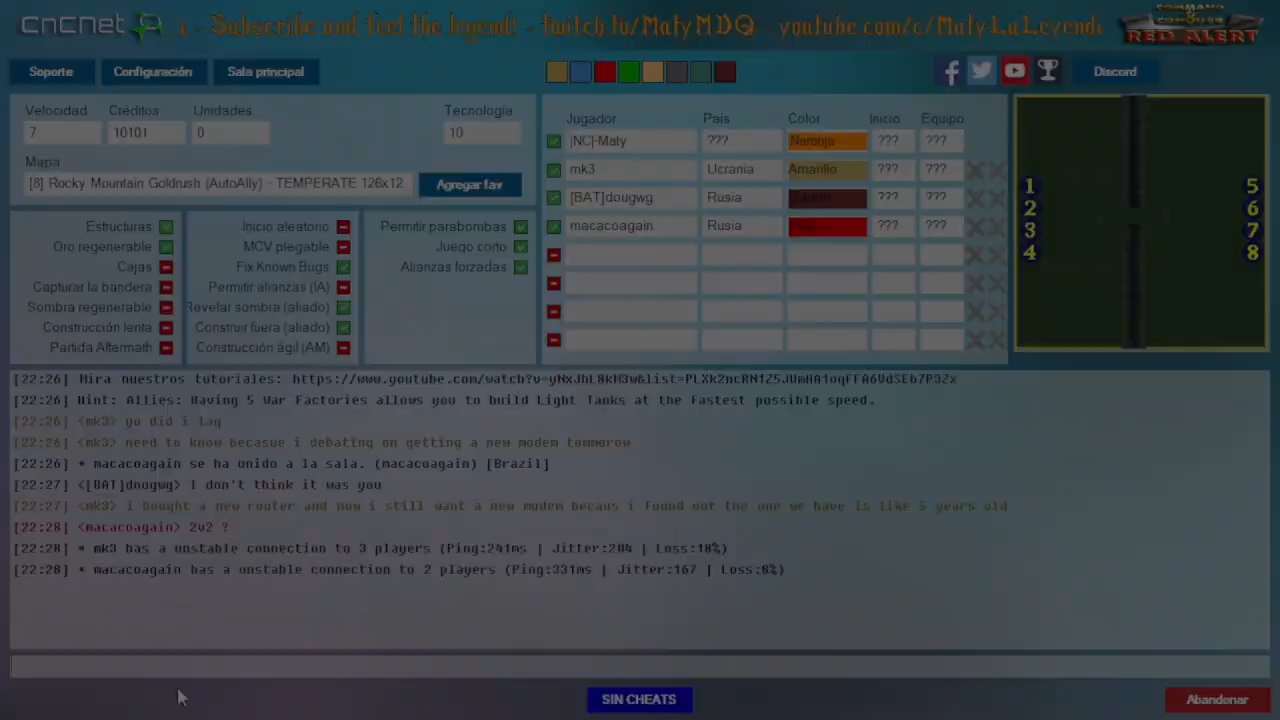 cncnet
- Subscribe and feel the legend! - twitch.tv/MatyMDQ youtube.com/c/MatyLaLeyenda
COMMAND & CONQUER
RED ALERT
Soporte Configuración Sala principal
Discord
Velocidad Créditos Unidades Tecnología
7 10101 0 10
Mapa
[8] Rocky Mountain Goldrush (AutoAlly) - TEMPERATE 126x12 Agregar fav
Jugador País Color Inicio Equipo
[NC]-Maty ??? Naranja ??? ???
mk3 Ucrania Amarillo ??? ???
[BAT]dougwg Rusia ??? ???
macacoagain Rusia ??? ???
1 5
2 6
3 7
4 8
Estructuras Inicio aleatorio Permitir parabombas
Oro regenerable MCV plegable Juego corto
Cajas Fix Known Bugs Alianzas forzadas
Capturar la bandera Permitir alianzas (IA)
Sombra regenerable Revelar sombra (aliado)
Construcción lenta Construir fuera (aliado)
Partida Aftermath Construcción ágil (AM)
[22:26] Mira nuestros tutoriales:
[22:26] Hint: Allies: Having 5 War Factories allows you to build Light Tanks at the fastest possible speed.
[22:26] <mk3> yo did i lag
[22:26] <mk3> need to know becasue i debating on getting a new modem tommerow
[22:26] * macacoagain se ha unido a la sala. (macacoagain) [Brazil]
[22:27] <[BAT]dougwg> I don't think it was you
[22:27] <mk3> i bought a new router and now i still want a new modem becaus i found out the one we have is like 5 years old
[22:28] <macacoagain> 2v2 ?
[22:28] * mk3 has a unstable connection to 3 players (Ping:241ms | Jitter:204 | Loss:18%)
[22:28] * macacoagain has a unstable connection to 2 players (Ping:331ms | Jitter:167 | Loss:6%)
SIN CHEATS
Abandonar